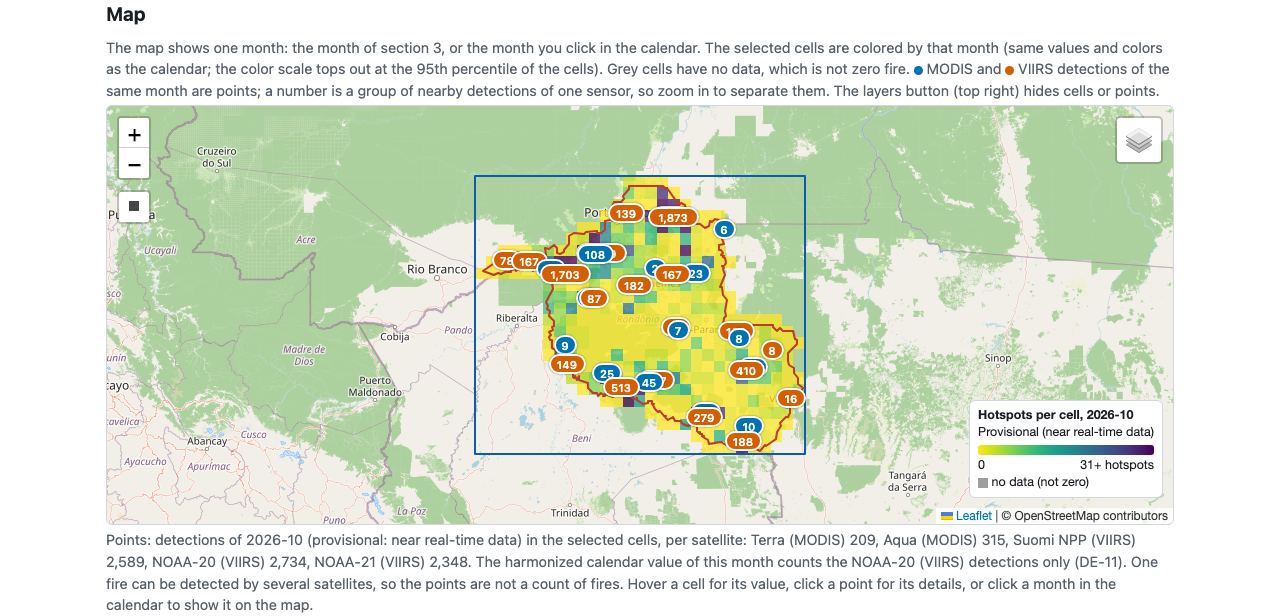 Map
The map shows one month: the month of section 3, or the month you click in the calendar. The selected cells are colored by that month (same values and colors
as the calendar; the color scale tops out at the 95th percentile of the cells). Grey cells have no data, which is not zero fire. MODIS and VIIRS detections of the
same month are points; a number is a group of nearby detections of one sensor, so zoom in to separate them. The layers button (top right) hides cells or points.
+
−
Cruzeiro
do Sul
Ucayali
Acre
Rio Branco
139
1,873
6
108
78
167
1,703
167
23
182
87
Riberalta
Rondônia
7
8
8
9
149
410
25
513
45
16
279
10
188
Cobija
Pando
Madre de
Dios
Puerto
Maldonado
Sinop
Abancay
Cusco
Ayacucho
Apurímac
Beni
Puno
La Paz
Trinidad
Tangará
da Serra
Hotspots per cell, 2026-10
Provisional (near real-time data)
0 31+ hotspots
no data (not zero)
Leaflet | © OpenStreetMap contributors
Points: detections of 2026-10 (provisional: near real-time data) in the selected cells, per satellite: Terra (MODIS) 209, Aqua (MODIS) 315, Suomi NPP (VIIRS)
2,589, NOAA-20 (VIIRS) 2,734, NOAA-21 (VIIRS) 2,348. The harmonized calendar value of this month counts the NOAA-20 (VIIRS) detections only (DE-11). One
fire can be detected by several satellites, so the points are not a count of fires. Hover a cell for its value, click a point for its details, or click a month in the
calendar to show it on the map.